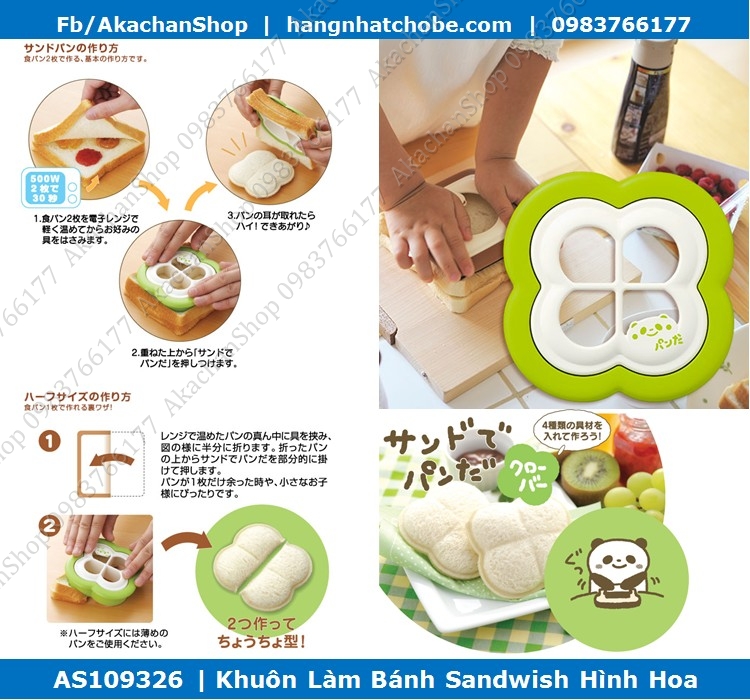 Fb/AkachanShop | hangnhatchobe.com | 0983766177
サンドパンの作り方
食パン2枚で作る、基本の作り方です。
500W
2枚で
30秒
1.食パン2枚を電子レンジで
軽く温めてからお好みの
具をはさみます。
3.パンの耳が取れたら
ハイ！できあがり♪
2.重ねた上から「サンドで
パンだ」を押しつけます。
パンだ
ハーフサイズの作り方
食パン1枚で作れる裏ワザ!
1
レンジで温めたパンの真ん中に具を挟み、
図の様に半分に折ります。折ったパン
の上からサンドでパンだを部分的に掛
けて押します。
パンが1枚だけ余った時や、小さなお子
様にぴったりです。
2
※ハーフサイズには薄めの
パンをご使用ください。
2つ作って
ちょうちょ型!
サンドで
パンだ
クロー
バー
4種類の具材を
入れて作ろう!
ぐっ
AkachanShop 0983766177
AS109326 | Khuôn Làm Bánh Sandwish Hình Hoa